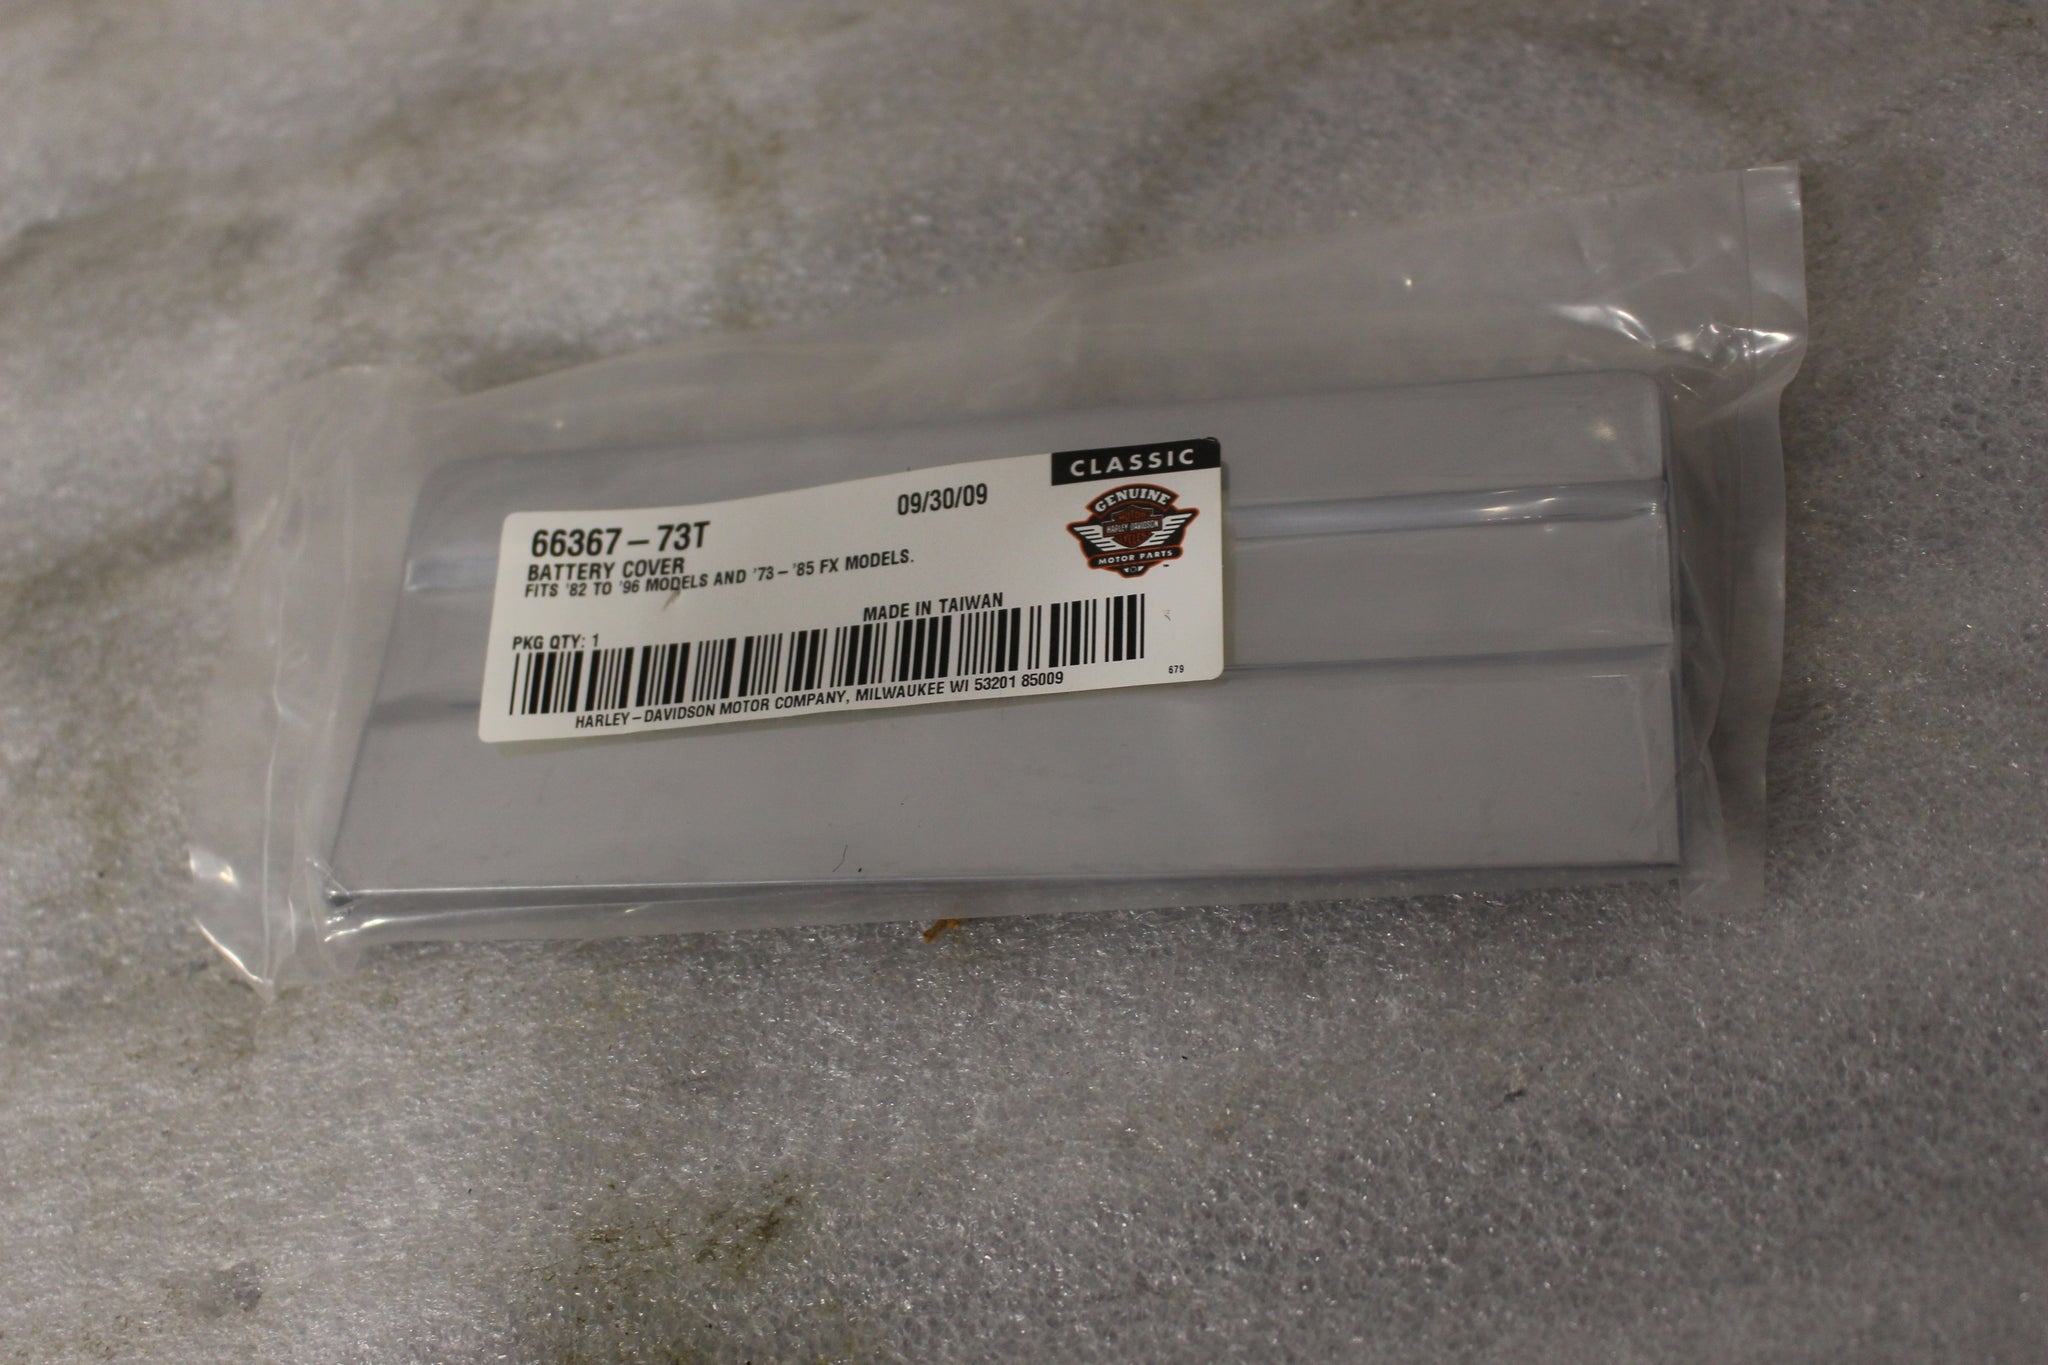 CLASSIC
09/30/09
66367-73T
BATTERY COVER
FITS '82 TO '96 MODELS AND '73-'85 FX MODELS.
GENUINE
MOTOR
HARLEY-DAVIDSON
CYCLES
MOTOR PARTS
MADE IN TAIWAN
PKG QTY: 1
679
HARLEY-DAVIDSON MOTOR COMPANY, MILWAUKEE WI 53201 85009